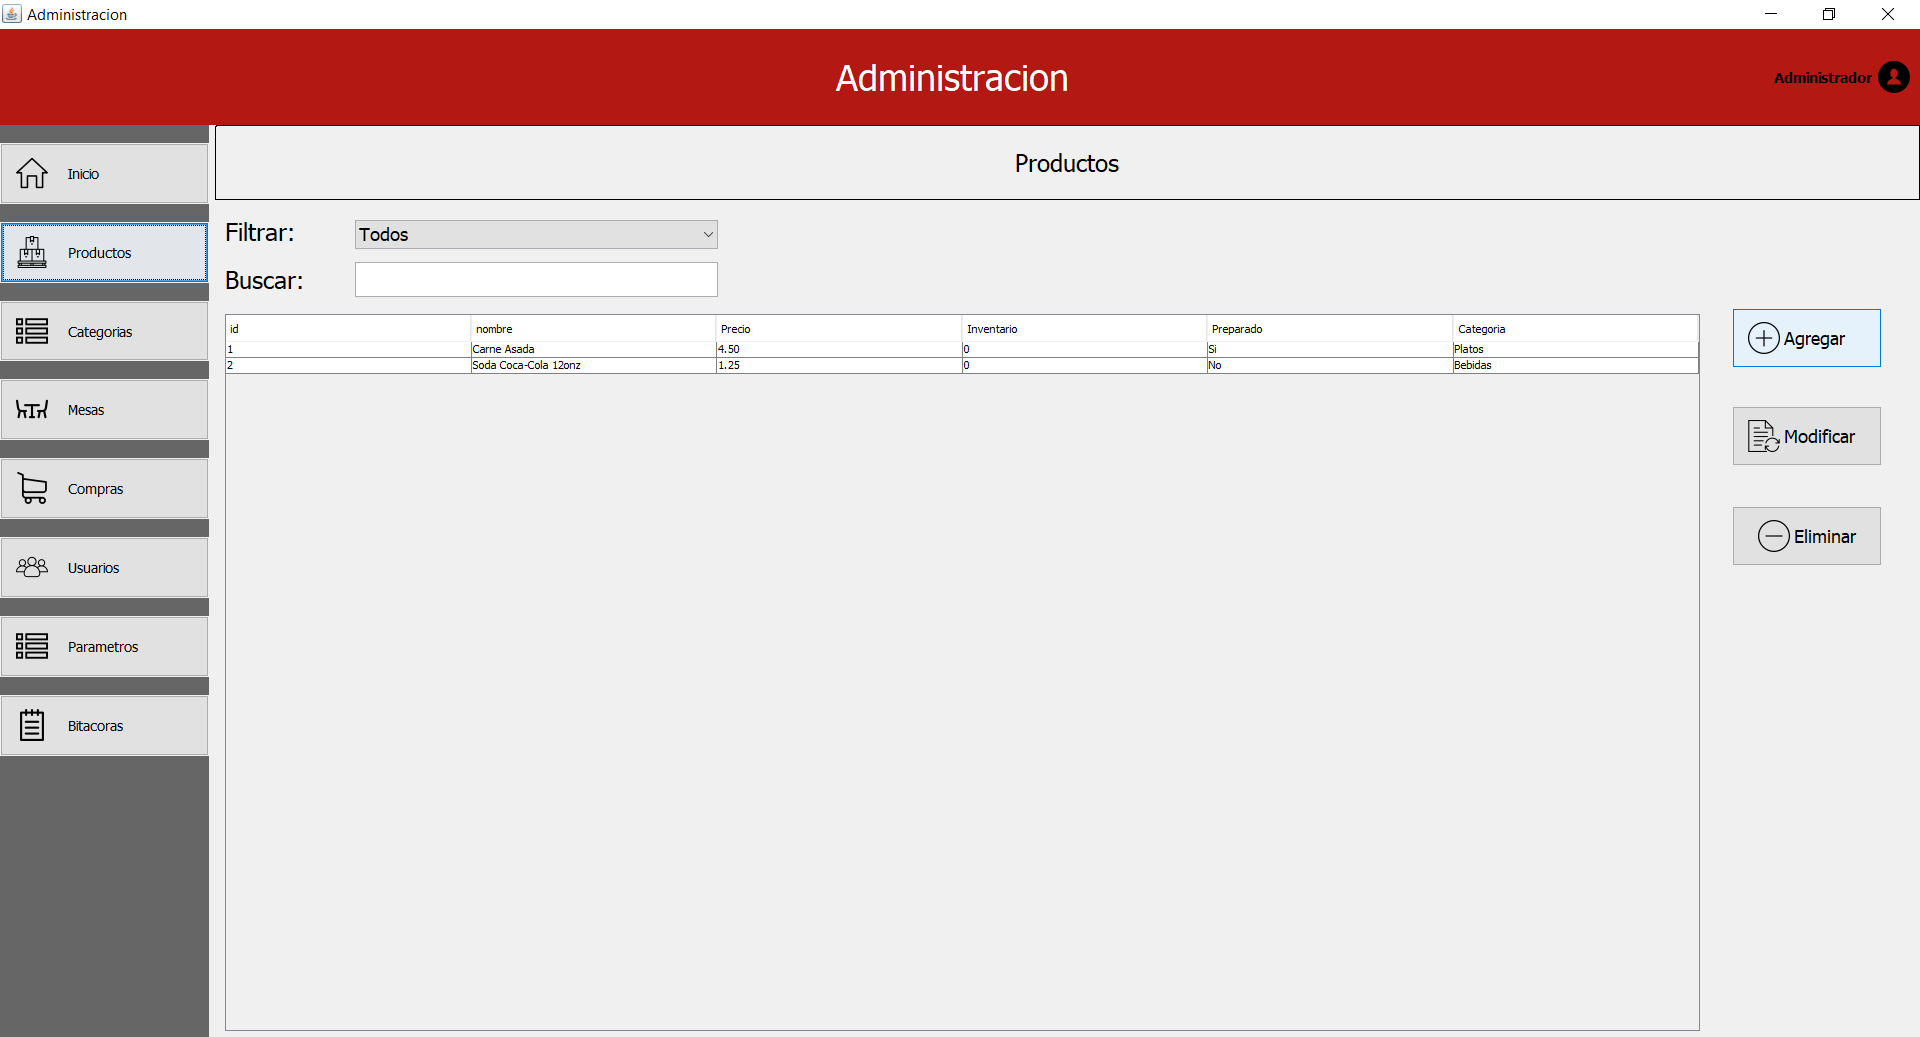 Administracion
Administracion
Administrador
Inicio
Productos
Categorias
Mesas
Compras
Usuarios
Parametros
Bitacoras
Productos
Filtrar: Todos
Buscar:
id nombre Precio Inventario Preparado Categoria
1 Carne Asada 4.50 0 Si Platos
2 Soda Coca-Cola 12onz 1.25 0 No Bebidas
Agregar
Modificar
Eliminar